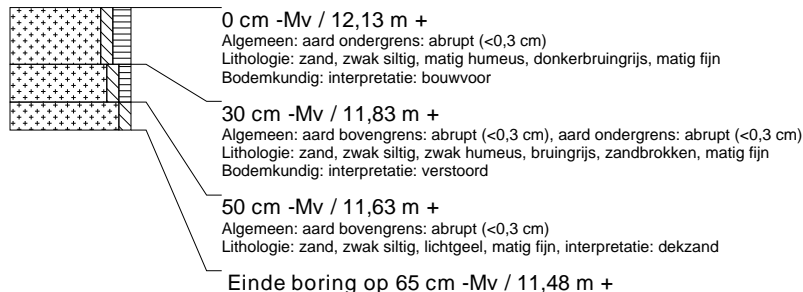 0 cm -Mv / 12,13 m +
Algemeen: aard ondergrens: abrupt (<0,3 cm)
Lithologie: zand, zwak siltig, matig humeus, donkerbruingrijs, matig fijn
Bodemkundig: interpretatie: bouwvoor
30 cm -Mv / 11,83 m +
Algemeen: aard bovengrens: abrupt (<0,3 cm), aard ondergrens: abrupt (<0,3 cm)
Lithologie: zand, zwak siltig, zwak humeus, bruingrijs, zandbrokken, matig fijn
Bodemkundig: interpretatie: verstoord
50 cm -Mv / 11,63 m +
Algemeen: aard bovengrens: abrupt (<0,3 cm)
Lithologie: zand, zwak siltig, lichtgeel, matig fijn, interpretatie: dekzand
Einde boring op 65 cm -Mv / 11,48 m +